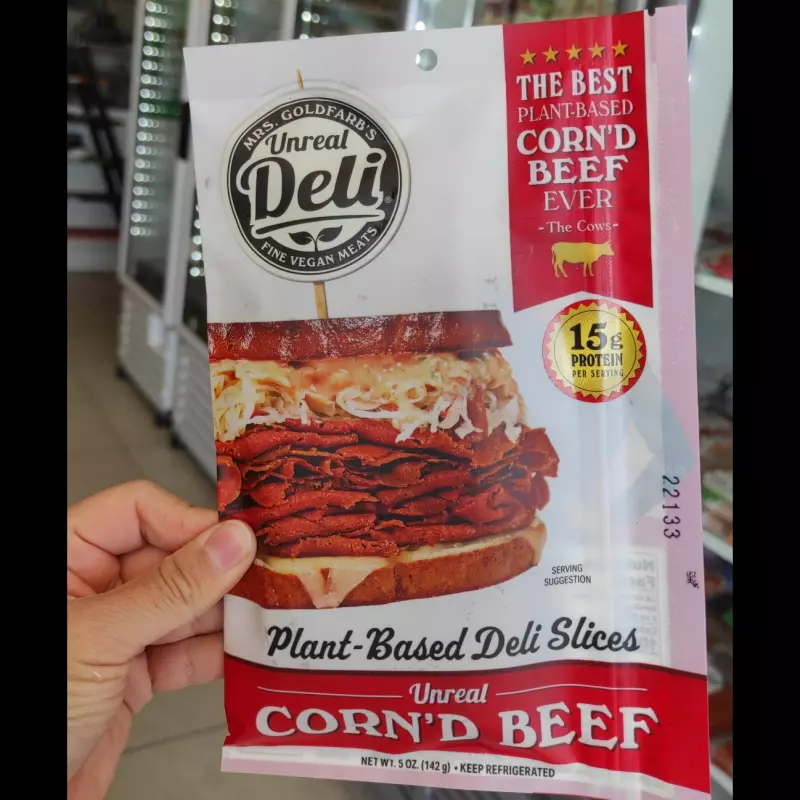 MRS. GOLDFARB'S
Unreal
Deli®
FINE VEGAN MEATS
THE BEST
PLANT-BASED
CORN'D
BEEF
EVER
-The Cows-
15g
PROTEIN
PER SERVING
22133
SERVING
SUGGESTION
Plant-Based Deli Slices
Unreal
CORN'D BEEF
NET WT. 5 OZ. (142 g) • KEEP REFRIGERATED